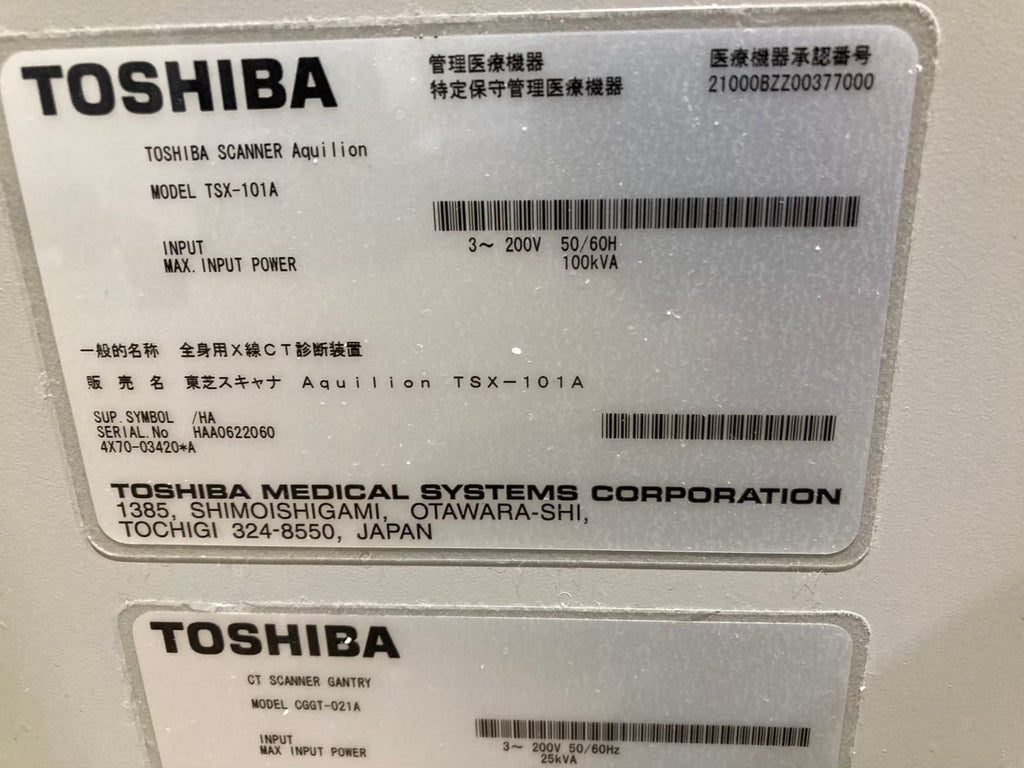 TOSHIBA
管理医療機器
特定保守管理医療機器
医療機器承認番号
21000BZZ00377000
TOSHIBA SCANNER Aquilion
MODEL TSX-101A
INPUT 3～ 200V 50/60H
MAX. INPUT POWER 100kVA
一般的名称 全身用X線CT診断装置
販売名 東芝スキャナ Aquilion TSX-101A
SUP. SYMBOL /HA
SERIAL. No HAA0622060
4X70-03420*A
TOSHIBA MEDICAL SYSTEMS CORPORATION
1385, SHIMOISHIGAMI, OTAWARA-SHI,
TOCHIGI 324-8550, JAPAN
TOSHIBA
CT SCANNER GANTRY
MODEL CGGT-021A
INPUT 3～ 200V 50/60Hz
MAX INPUT POWER 25kVA